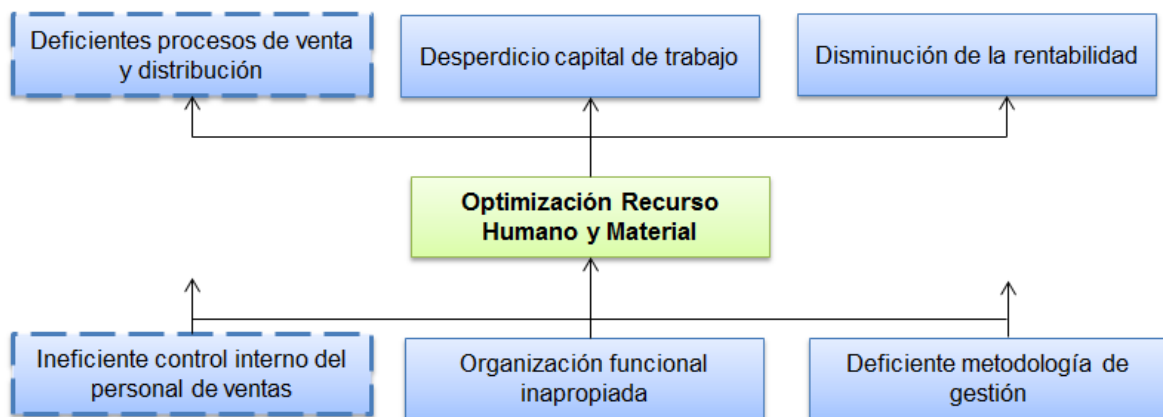 Deficientes procesos de venta
y distribución
Desperdicio capital de trabajo
Disminución de la rentabilidad
Optimización Recurso
Humano y Material
Ineficiente control interno del
personal de ventas
Organización funcional
inapropiada
Deficiente metodología de
gestión